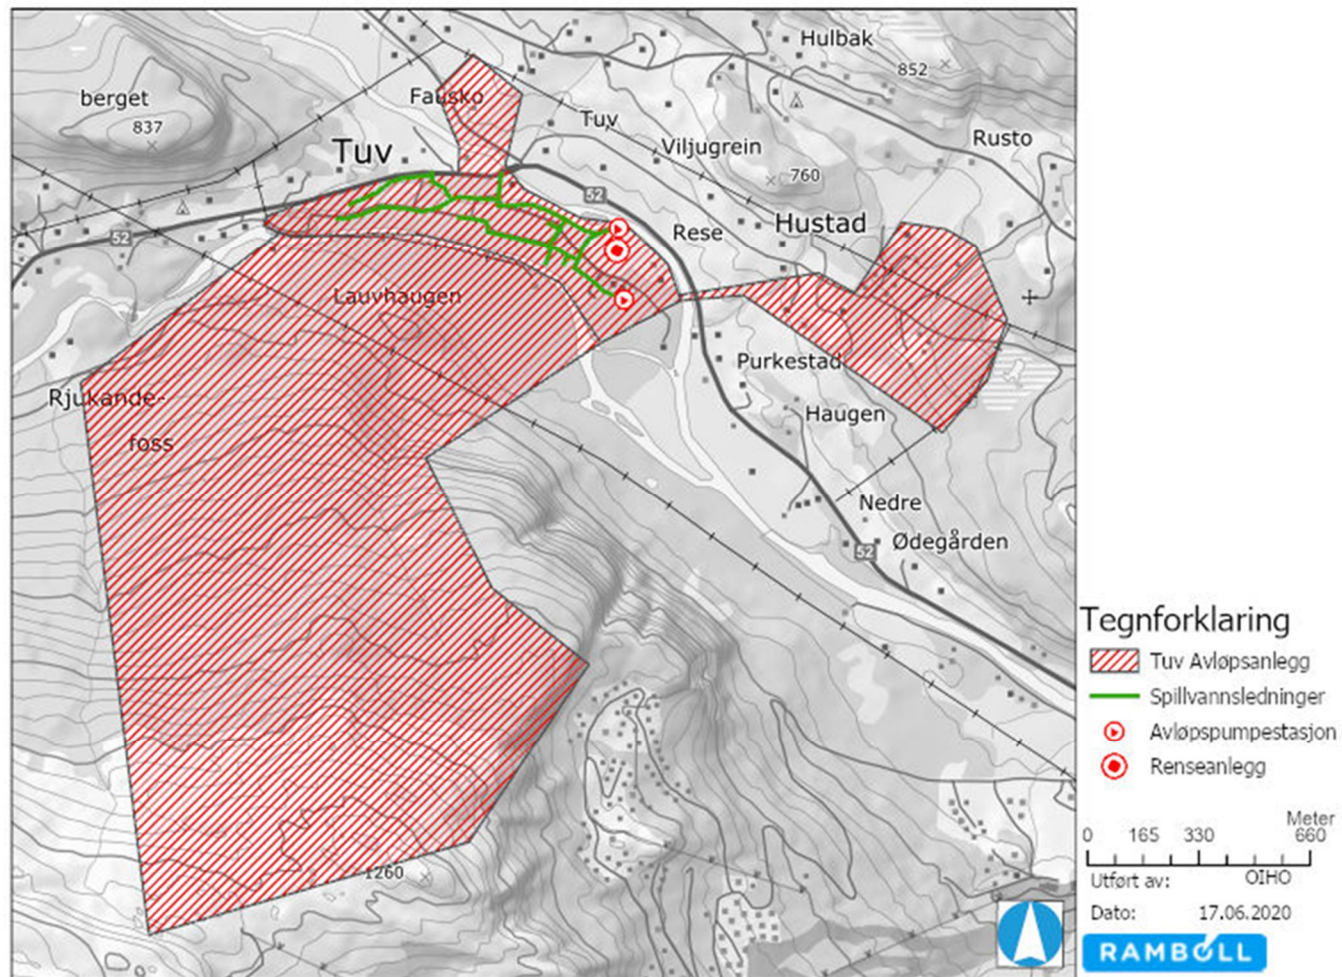 Hulbak
852
berget
837
Fausko
Tuv
Tuv
Viljugrein
Rusto
760
52
Hustad
Rese
52
Lauvhaugen
Purkestad
Rjukande-
foss
Haugen
Nedre
Ødegården
52
1260
Tegnforklaring
Tuv Avløpsanlegg
Spillvannsledninger
Avløpspumpestasjon
Renseanlegg
Meter
0 165 330 660
Utført av: OIHO
Dato: 17.06.2020
RAMBOLL